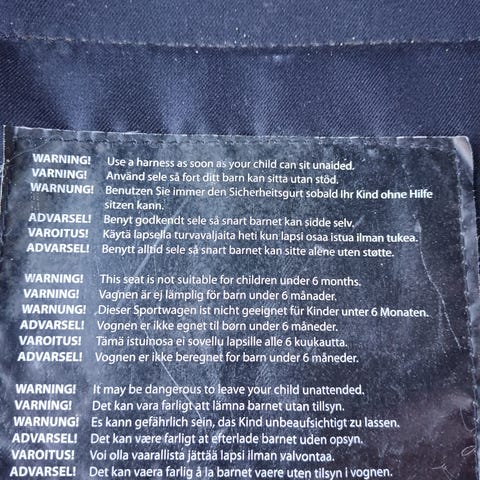 WARNING! Use a harness as soon as your child can sit unaided.
VARNING! Använd sele så fort ditt barn kan sitta utan stöd.
WARNUNG! Benutzen Sie immer den Sicherheitsgurt sobald Ihr Kind ohne Hilfe
sitzen kann.
ADVARSEL! Benyt godkendt sele så snart barnet kan sidde selv.
VAROITUS! Käytä lapsella turvavaljaita heti kun lapsi osaa istua ilman tukea.
ADVARSEL! Benytt alltid sele så snart barnet kan sitte alene uten støtte.
WARNING! This seat is not suitable for children under 6 months.
VARNING! Vagnen är ej lämplig för barn under 6 månader.
WARNUNG! Dieser Sportwagen ist nicht geeignet für Kinder unter 6 Monaten.
ADVARSEL! Vognen er ikke egnet til børn under 6 måneder.
VAROITUS! Tämä istuinosa ei sovellu lapsille alle 6 kuukautta.
ADVARSEL! Vognen er ikke beregnet for barn under 6 måneder.
WARNING! It may be dangerous to leave your child unattended.
VARNING! Det kan vara farligt att lämna barnet utan tillsyn.
WARNUNG! Es kann gefährlich sein, das Kind unbeaufsichtigt zu lassen.
ADVARSEL! Det kan være farligt at efterlade barnet uden opsyn.
VAROITUS! Voi olla vaarallista jättää lapsi ilman valvontaa.
ADVARSEL! Det kan vaera farlig å la barnet vaere uten tilsyn i vognen.